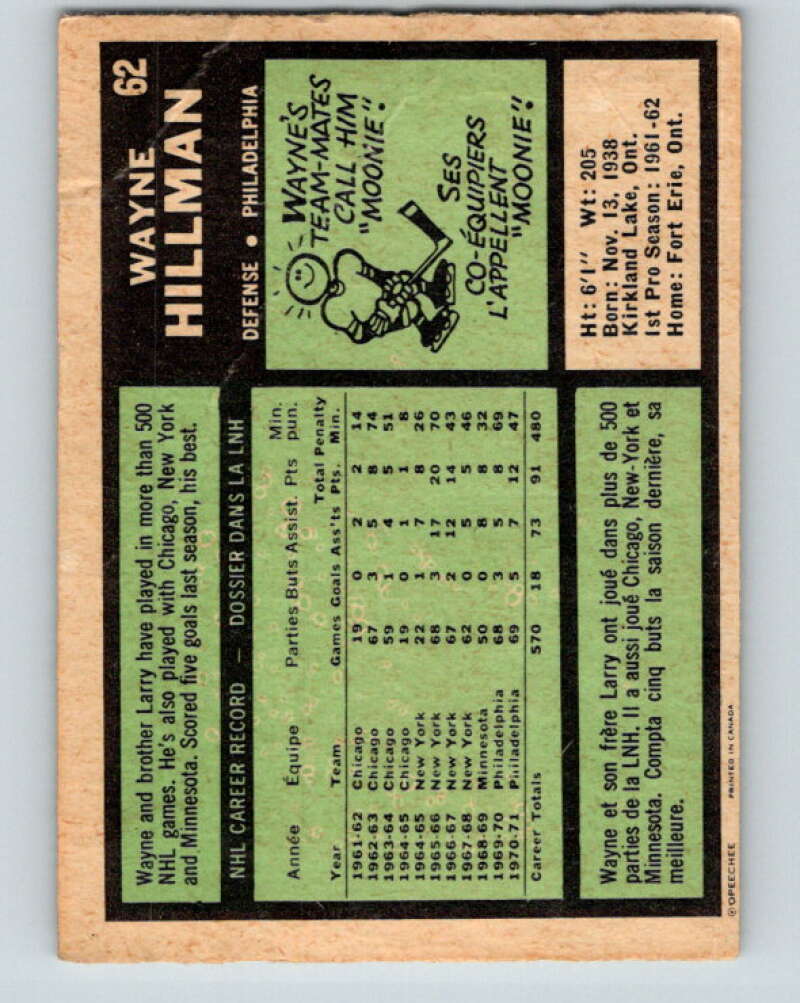 62
WAYNE
HILLMAN
DEFENSE • PHILADELPHIA
Wayne and brother Larry have played in more than 500
NHL games. He's also played with Chicago, New York
and Minnesota. Scored five goals last season, his best.
NHL CAREER RECORD — DOSSIER DANS LA LNH
Année Équipe Parties Buts Assist. Pts Min. pun.
Year Team Games Goals Ass'ts Total Pts. Penalty Min.
1961-62 Chicago 19 0 2 2 14
1962-63 Chicago 67 3 5 8 74
1963-64 Chicago 59 1 4 5 51
1964-65 Chicago 19 0 1 1 8
1964-65 New York 22 1 7 8 26
1965-66 New York 68 3 17 20 70
1966-67 New York 67 2 12 14 43
1967-68 New York 62 0 5 5 46
1968-69 Minnesota 50 0 8 8 32
1969-70 Philadelphia 68 3 5 8 69
1970-71 Philadelphia 69 5 7 12 47
Career Totals 570 18 73 91 480
WAYNE'S
TEAM-MATES
CALL HIM
"MOONIE"!
SES
CO-ÉQUIPIERS
L'APPELLENT
"MOONIE"!
Wayne et son frère Larry ont joué dans plus de 500
parties de la LNH. Il a aussi joué Chicago, New-York et
Minnesota. Compta cinq buts la saison dernière, sa
meilleure.
Ht: 6'1" Wt: 205
Born: Nov. 13, 1938
Kirkland Lake, Ont.
1st Pro Season: 1961-62
Home: Fort Erie, Ont.
©OPEECHEE PRINTED IN CANADA